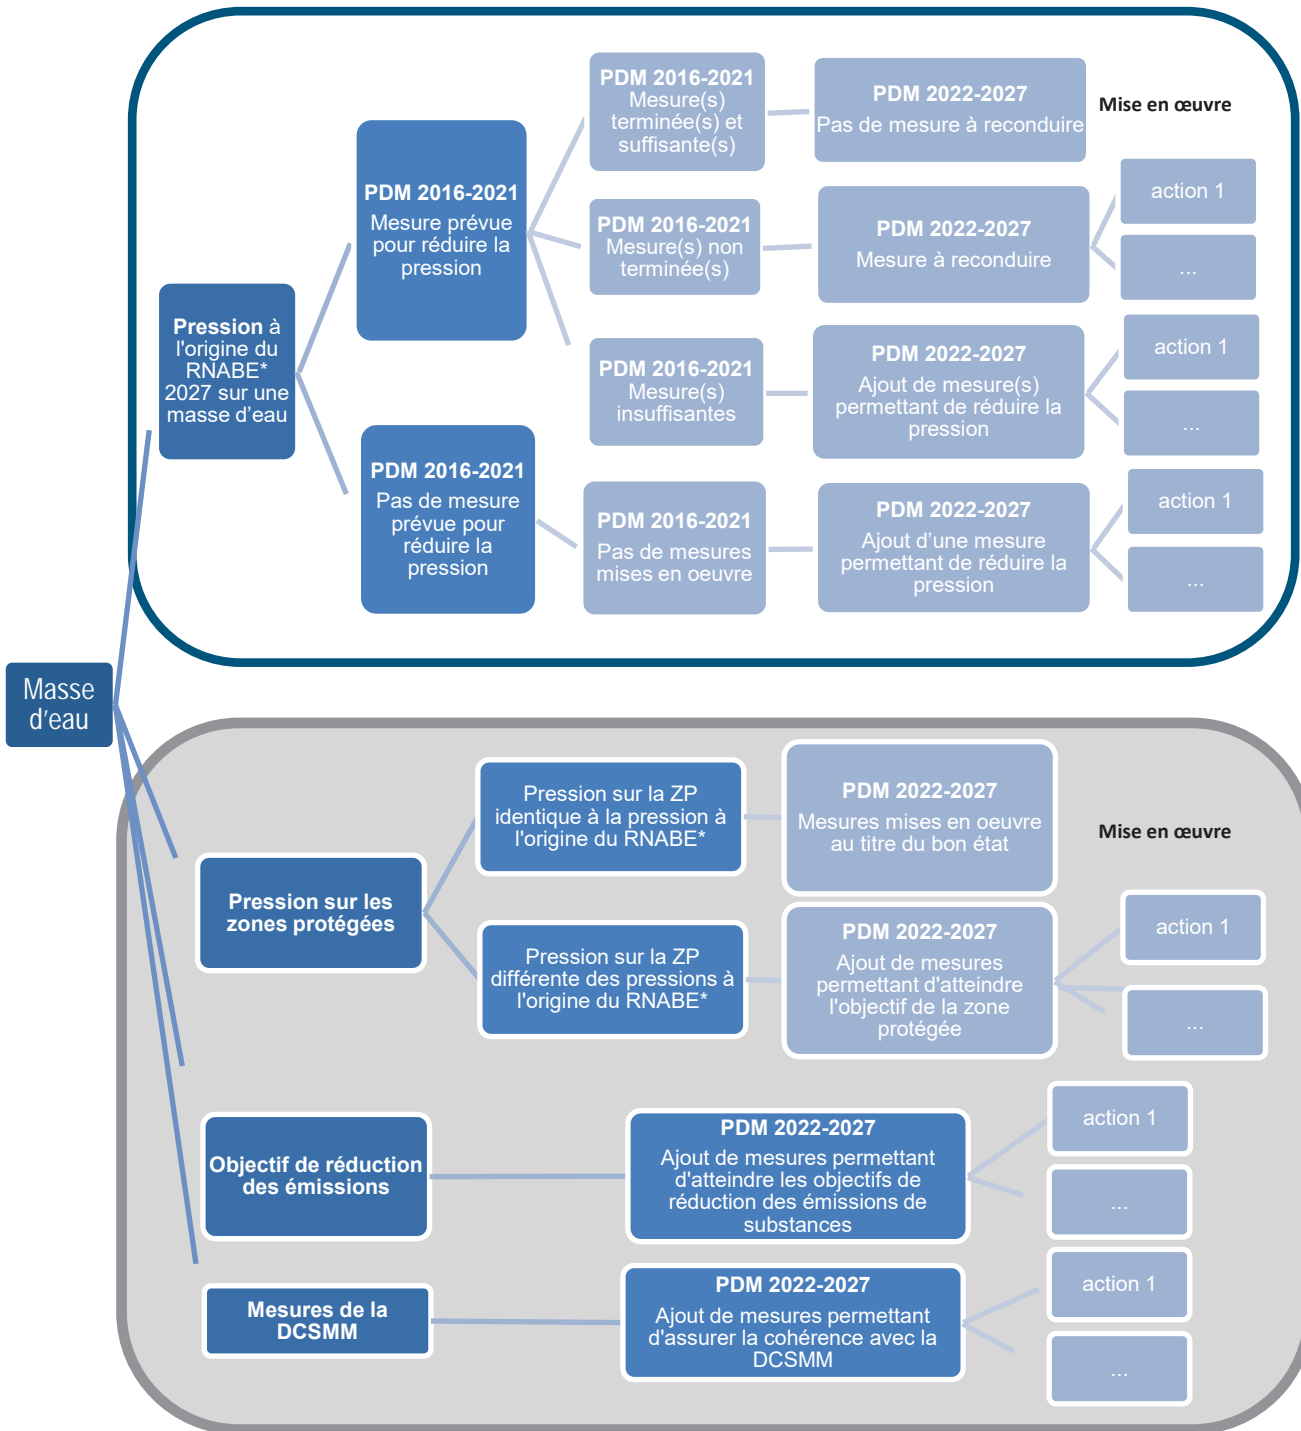 Masse
d'eau
Pression à
l'origine du
RNABE*
2027 sur une
masse d'eau
PDM 2016-2021
Mesure prévue
pour réduire la
pression
PDM 2016-2021
Mesure(s)
terminée(s) et
suffisante(s)
PDM 2022-2027
Pas de mesure à reconduire
Mise en œuvre
PDM 2016-2021
Mesure(s) non
terminée(s)
PDM 2022-2027
Mesure à reconduire
action 1
...
PDM 2016-2021
Mesure(s)
insuffisantes
PDM 2022-2027
Ajout de mesure(s)
permettant de réduire la
pression
action 1
...
PDM 2016-2021
Pas de mesure
prévue pour
réduire la
pression
PDM 2016-2021
Pas de mesures
mises en oeuvre
PDM 2022-2027
Ajout d'une mesure
permettant de réduire la
pression
action 1
...
Pression sur les
zones protégées
Pression sur la ZP
identique à la pression à
l'origine du RNABE*
PDM 2022-2027
Mesures mises en oeuvre
au titre du bon état
Mise en œuvre
Pression sur la ZP
différente des pressions à
l'origine du RNABE*
PDM 2022-2027
Ajout de mesures
permettant d'atteindre
l'objectif de la zone
protégée
action 1
...
Objectif de réduction
des émissions
PDM 2022-2027
Ajout de mesures permettant
d'atteindre les objectifs de
réduction des émissions de
substances
action 1
...
Mesures de la
DCSMM
PDM 2022-2027
Ajout de mesures permettant
d'assurer la cohérence avec la
DCSMM
action 1
...